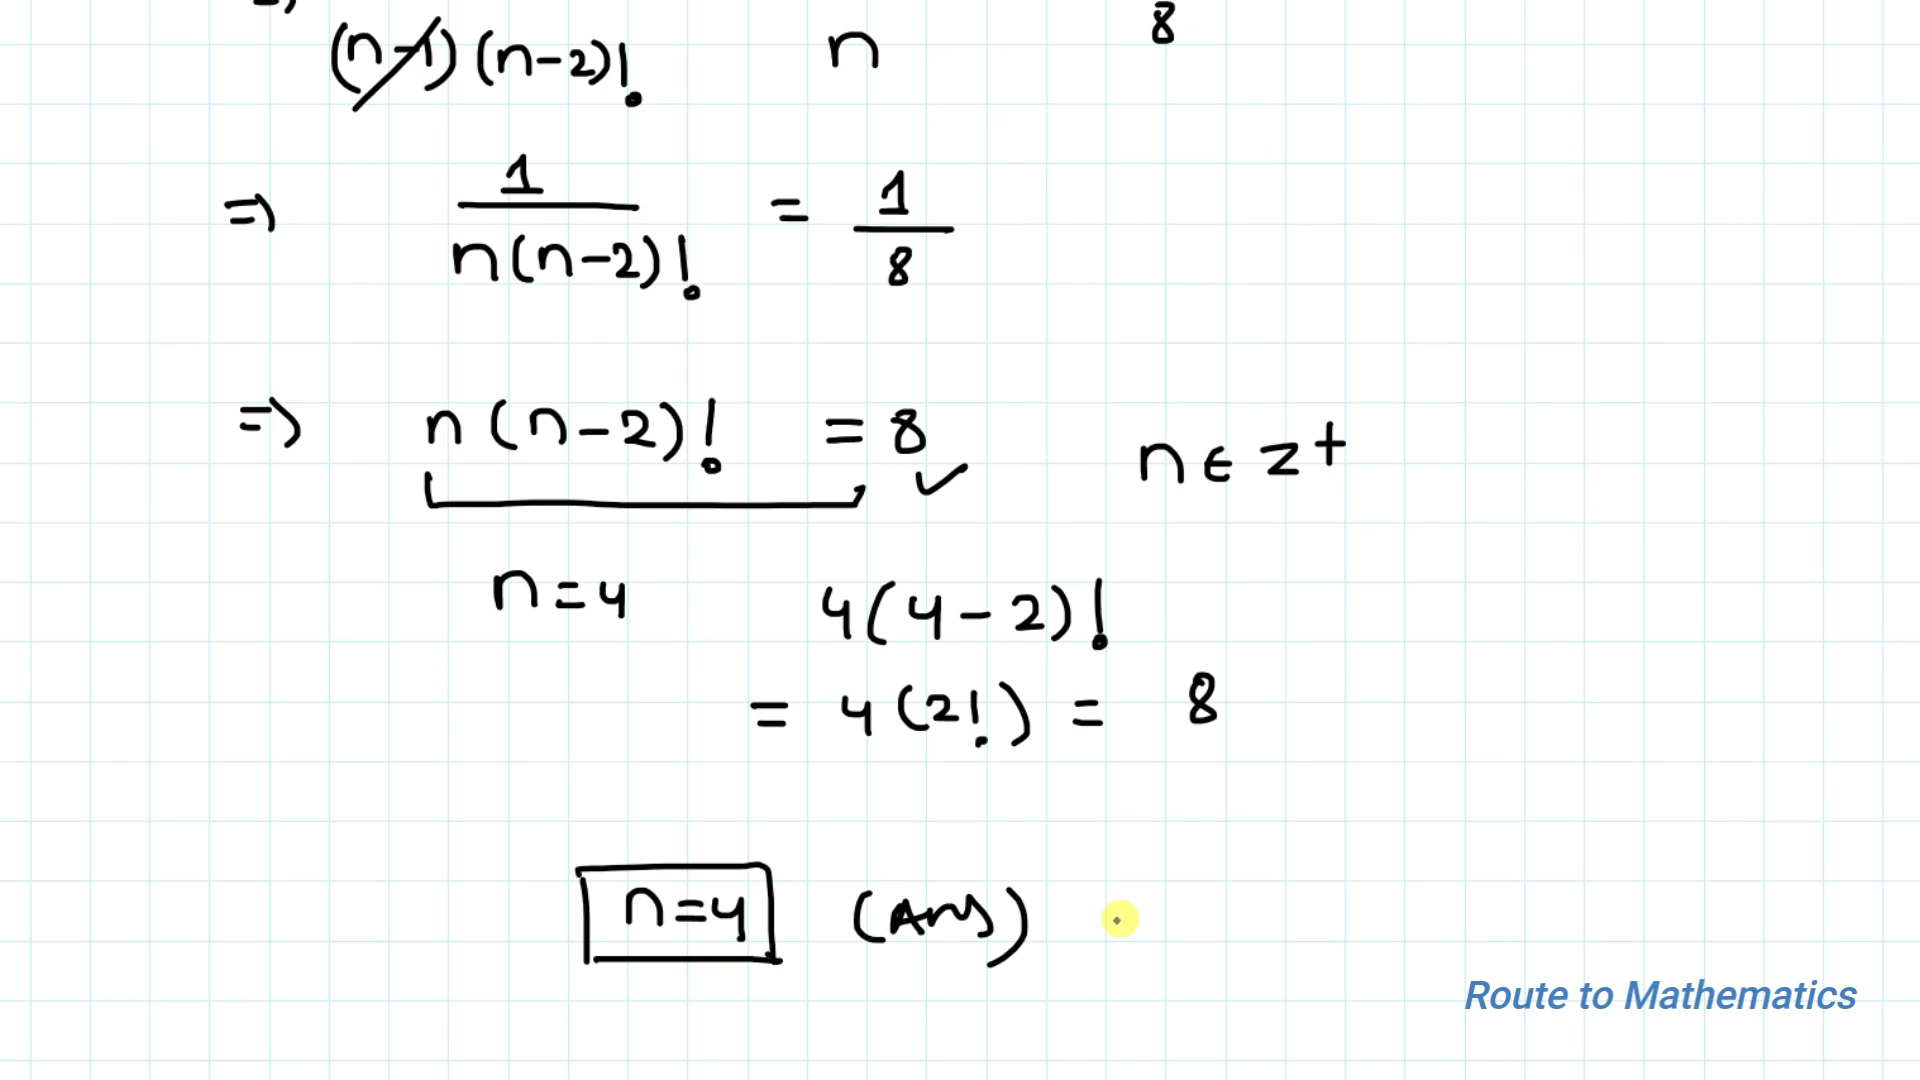 => 8
(n-1)(n-2)! n
=> 1/n(n-2)! = 1/8
=> n(n-2)! = 8 ✓ n ∈ Z+
n=4 4(4-2)!
= 4(2!) = 8
n=4 (Ans)
Route to Mathematics